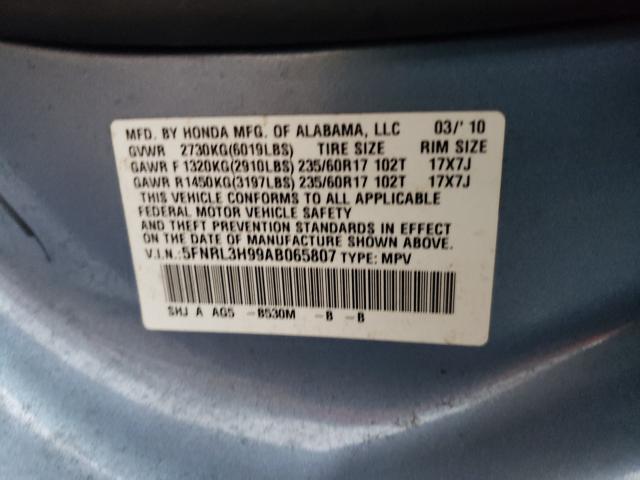 MFD. BY HONDA MFG. OF ALABAMA, LLC 03/' 10
GVWR 2730KG(6019LBS) TIRE SIZE RIM SIZE
GAWR F 1320KG(2910LBS) 235/60R17 102T 17X7J
GAWR R1450KG(3197LBS) 235/60R17 102T 17X7J
THIS VEHICLE CONFORMS TO ALL APPLICABLE
FEDERAL MOTOR VEHICLE SAFETY
AND THEFT PREVENTION STANDARDS IN EFFECT
ON THE DATE OF MANUFACTURE SHOWN ABOVE.
V.I.N.:5FNRL3H99AB065807 TYPE: MPV
SHJ A AG5 -B530M -B -B